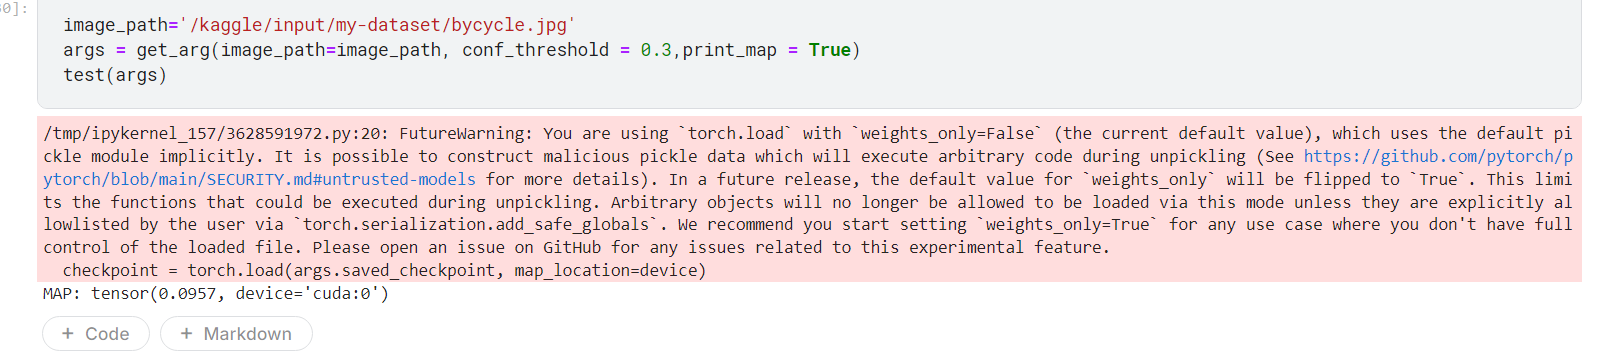 0]:
image_path='/kaggle/input/my-dataset/bycycle.jpg'
args = get_arg(image_path=image_path, conf_threshold = 0.3,print_map = True)
test(args)
/tmp/ipykernel_157/3628591972.py:20: FutureWarning: You are using `torch.load` with `weights_only=False` (the current default value), which uses the default pi
ckle module implicitly. It is possible to construct malicious pickle data which will execute arbitrary code during unpickling (See https://github.com/pytorch/p
ytorch/blob/main/SECURITY.md#untrusted-models for more details). In a future release, the default value for `weights_only` will be flipped to `True`. This limi
ts the functions that could be executed during unpickling. Arbitrary objects will no longer be allowed to be loaded via this mode unless they are explicitly al
lowlisted by the user via `torch.serialization.add_safe_globals`. We recommend you start setting `weights_only=True` for any use case where you don't have full
control of the loaded file. Please open an issue on GitHub for any issues related to this experimental feature.
  checkpoint = torch.load(args.saved_checkpoint, map_location=device)
MAP: tensor(0.0957, device='cuda:0')
+ Code + Markdown